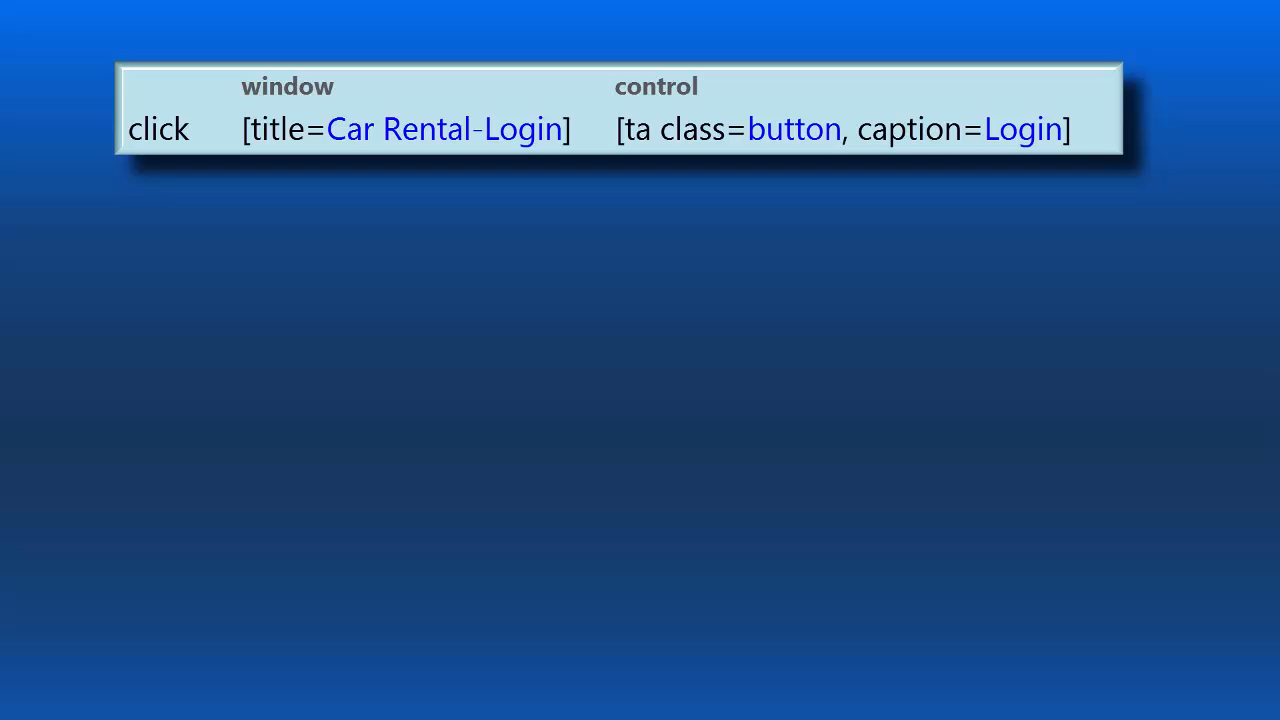 window control
click [title=Car Rental-Login] [ta class=button, caption=Login]